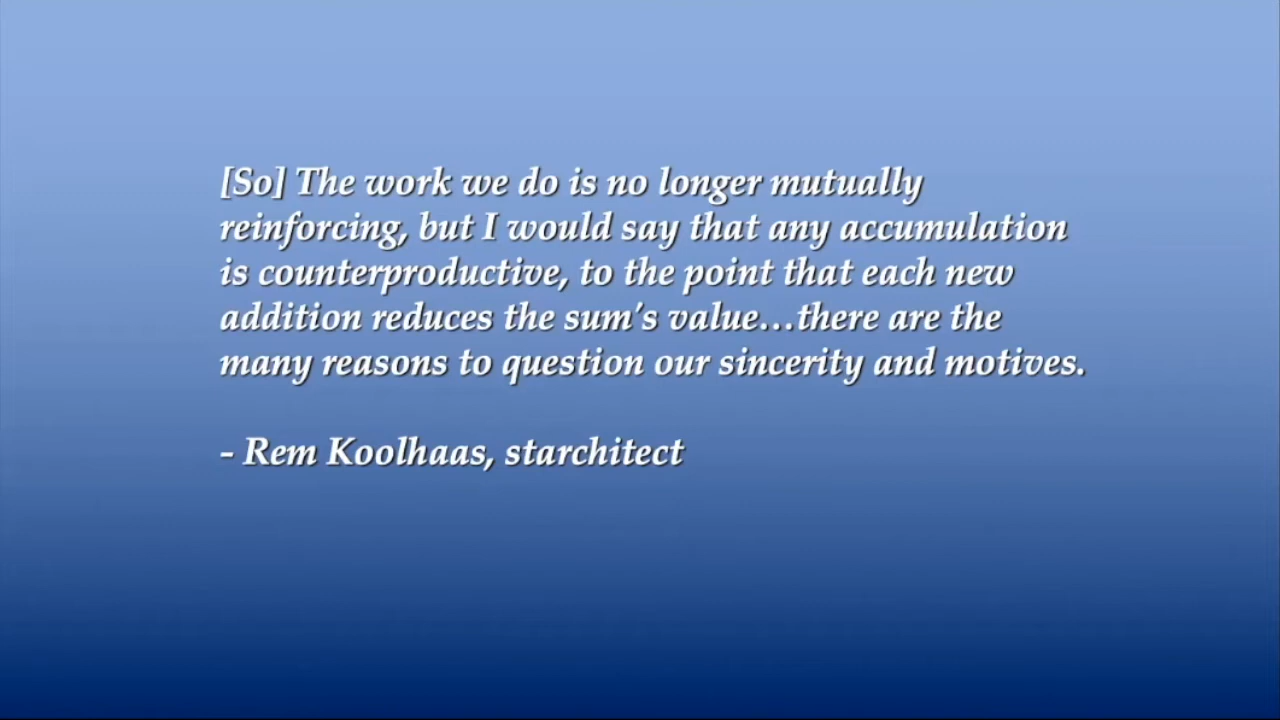 [So] The work we do is no longer mutually
reinforcing, but I would say that any accumulation
is counterproductive, to the point that each new
addition reduces the sum's value...there are the
many reasons to question our sincerity and motives.
- Rem Koolhaas, starchitect